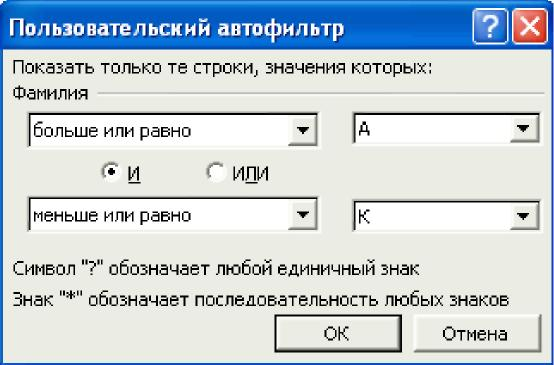 Пользовательский автофильтр
Показать только те строки, значения которых:
Фамилия
больше или равно А
И ИЛИ
меньше или равно К
Символ "?" обозначает любой единичный знак
Знак "*" обозначает последовательность любых знаков
ОК Отмена